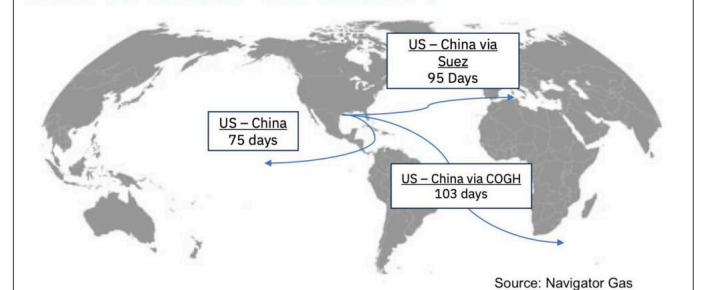 US – China via
Suez
95 Days
US – China
75 days
US – China via COGH
103 days
Source: Navigator Gas